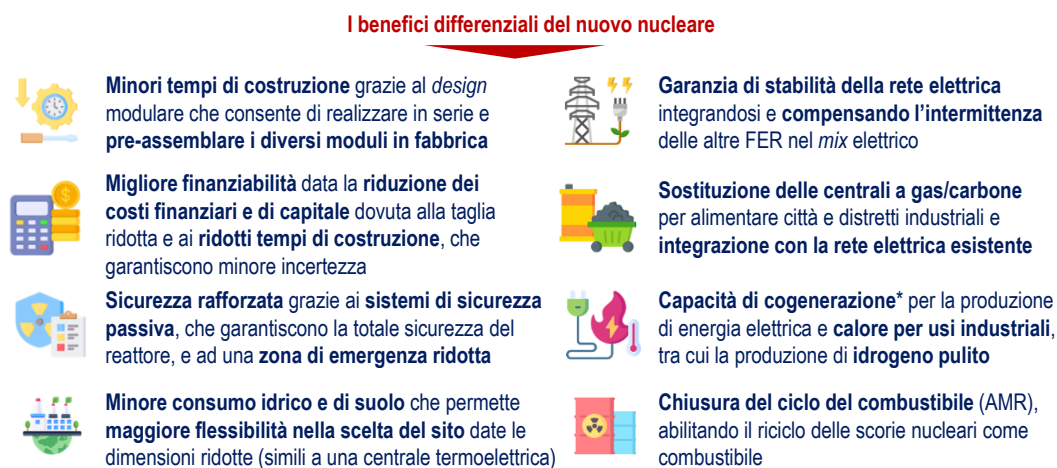 I benefici differenziali del nuovo nucleare
Minori tempi di costruzione grazie al design
modulare che consente di realizzare in serie e
pre-assemblare i diversi moduli in fabbrica
Migliore finanziabilità data la riduzione dei
costi finanziari e di capitale dovuta alla taglia
ridotta e ai ridotti tempi di costruzione, che
garantiscono minore incertezza
Sicurezza rafforzata grazie ai sistemi di sicurezza
passiva, che garantiscono la totale sicurezza del
reattore, e ad una zona di emergenza ridotta
Minore consumo idrico e di suolo che permette
maggiore flessibilità nella scelta del sito date le
dimensioni ridotte (simili a una centrale termoelettrica)
Garanzia di stabilità della rete elettrica
integrandosi e compensando l'intermittenza
delle altre FER nel mix elettrico
Sostituzione delle centrali a gas/carbone
per alimentare città e distretti industriali e
integrazione con la rete elettrica esistente
Capacità di cogenerazione* per la produzione
di energia elettrica e calore per usi industriali,
tra cui la produzione di idrogeno pulito
Chiusura del ciclo del combustibile (AMR),
abilitando il riciclo delle scorie nucleari come
combustibile